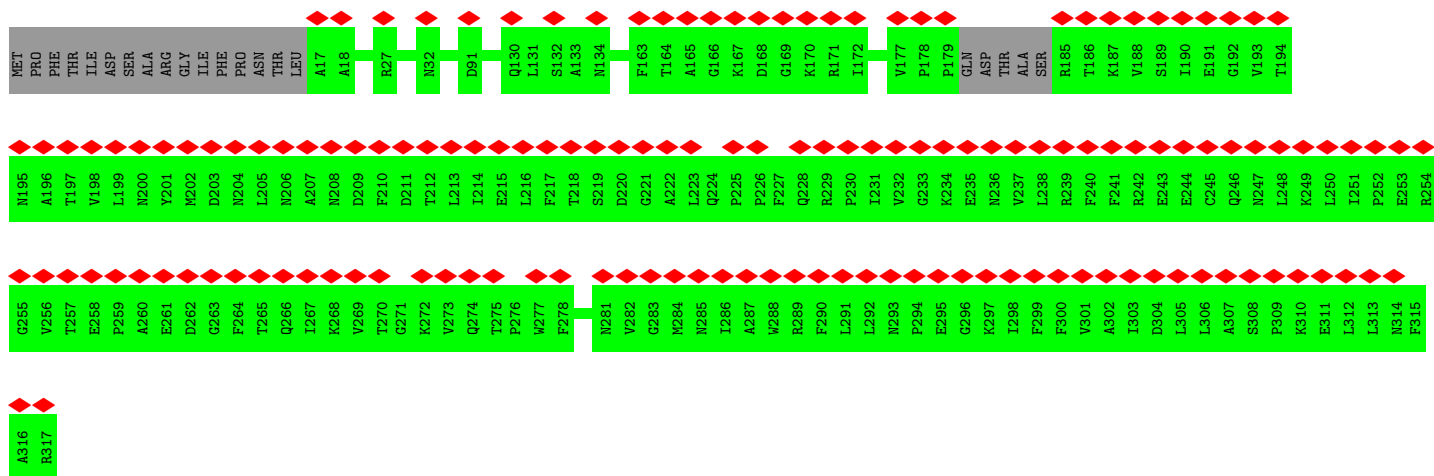 MET PRO PHE THR ILE ASP SER ALA ARG GLY ILE PHE PRO ASN THR LEU A17 A18 R27 N32 D91 Q130 L131 S132 A133 N134 F163 T164 A165 G166 K167 D168 G169 K170 R171 I172 V177 P178 P179 GLN ASP THR ALA SER R185 T186 K187 V188 S189 I190 E191 G192 V193 T194
N195 A196 T197 V198 L199 N200 Y201 M202 D203 N204 L205 N206 A207 N208 D209 F210 D211 T212 L213 I214 E215 L216 F217 T218 S219 D220 G221 A222 L223 Q224 P225 P226 F227 Q228 R229 P230 I231 V232 G233 K234 E235 N236 V237 L238 R239 F240 F241 R242 E243 E244 C245 Q246 N247 L248 K249 L250 I251 P252 E253 R254
G255 V256 T257 E258 P259 A260 E261 D262 G263 F264 T265 Q266 I267 K268 V269 T270 G271 K272 V273 Q274 T275 P276 W277 F278 N281 V282 G283 M284 N285 I286 A287 W288 R289 F290 L291 L292 N293 P294 E295 G296 K297 I298 F299 F300 V301 A302 I303 D304 L305 L306 A307 S308 P309 K310 E311 L312 L313 N314 F315
A316 R317